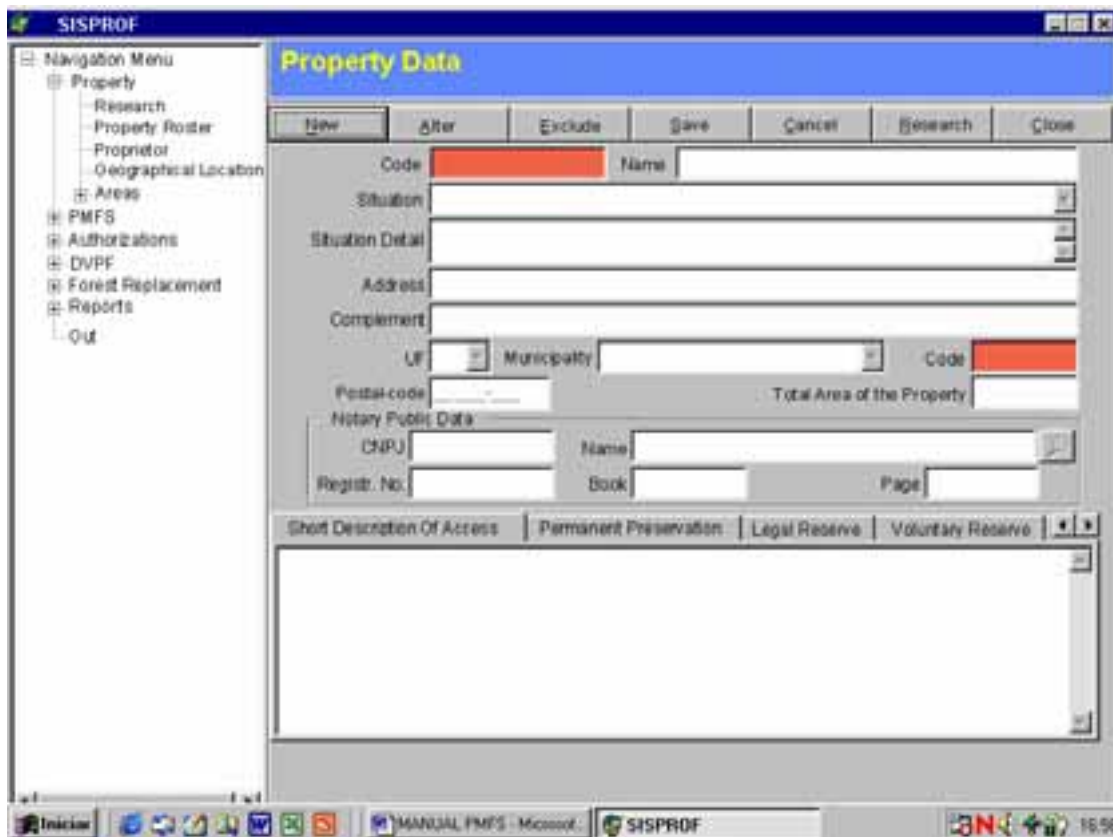 SISPROF
Navigation Menu
Property
Research
Property Roster
Proprietor
Geographical Location
Areas
PMFS
Authorizations
DVPF
Forest Replacement
Reports
Out
Property Data
New Alter Exclude Save Cancel Research Close
Code Name
Situation
Situation Detail
Address
Complement
UF Municipality Code
Postal-code Total Area of the Property
Notary Public Data
CNPJ Name
Registr. No. Book Page
Short Description Of Access Permanent Preservation Legal Reserve Voluntary Reserve
Iniciar MANUAL PMFS - Microsof.. SISPROF